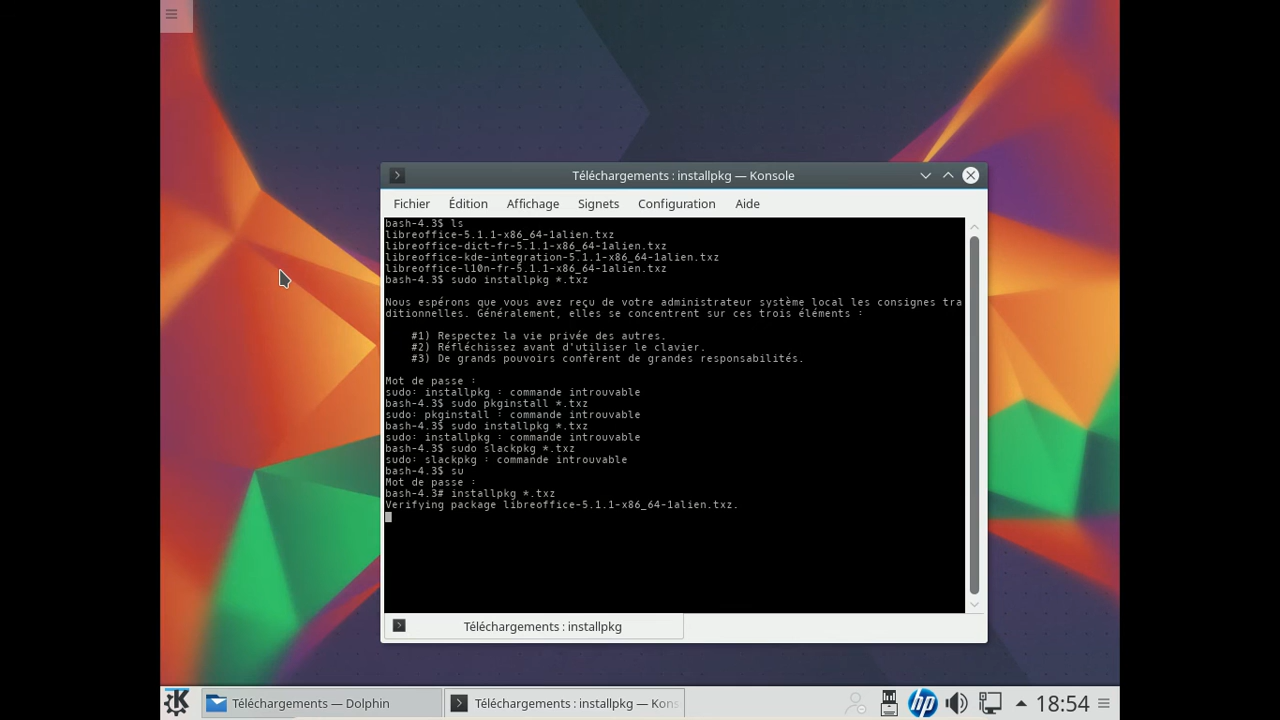 Téléchargements : installpkg — Konsole
Fichier Édition Affichage Signets Configuration Aide
bash-4.3$ ls
libreoffice-5.1.1-x86_64-1alien.txz
libreoffice-dict-fr-5.1.1-x86_64-1alien.txz
libreoffice-kde-integration-5.1.1-x86_64-1alien.txz
libreoffice-l10n-fr-5.1.1-x86_64-1alien.txz
bash-4.3$ sudo installpkg *.txz
Nous espérons que vous avez reçu de votre administrateur système local les consignes tra
ditionnelles. Généralement, elles se concentrent sur ces trois éléments :
#1) Respectez la vie privée des autres.
#2) Réfléchissez avant d'utiliser le clavier.
#3) De grands pouvoirs confèrent de grandes responsabilités.
Mot de passe :
sudo: installpkg : commande introuvable
bash-4.3$ sudo pkginstall *.txz
sudo: pkginstall : commande introuvable
bash-4.3$ sudo installpkg *.txz
sudo: installpkg : commande introuvable
bash-4.3$ sudo slackpkg *.txz
sudo: slackpkg : commande introuvable
bash-4.3$ su
Mot de passe :
bash-4.3# installpkg *.txz
Verifying package libreoffice-5.1.1-x86_64-1alien.txz.
Téléchargements : installpkg
Téléchargements — Dolphin
Téléchargements : installpkg — Kons
hp
18:54